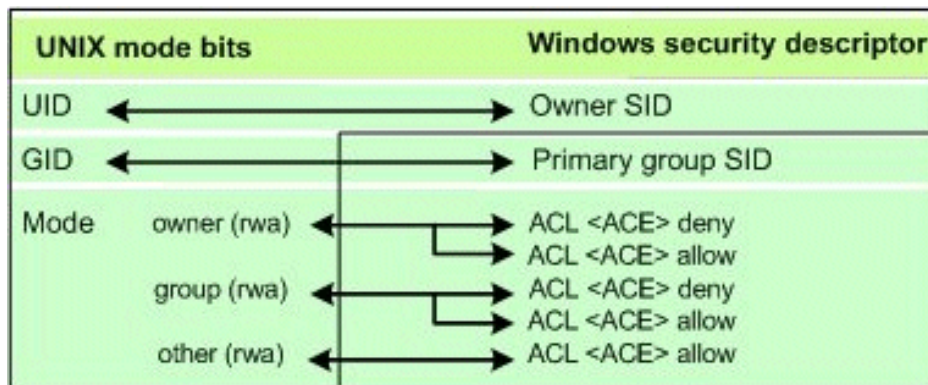 UNIX mode bits Windows security descriptor
UID Owner SID
GID Primary group SID
Mode owner (rwa) ACL <ACE> deny
ACL <ACE> allow
group (rwa) ACL <ACE> deny
ACL <ACE> allow
other (rwa) ACL <ACE> allow